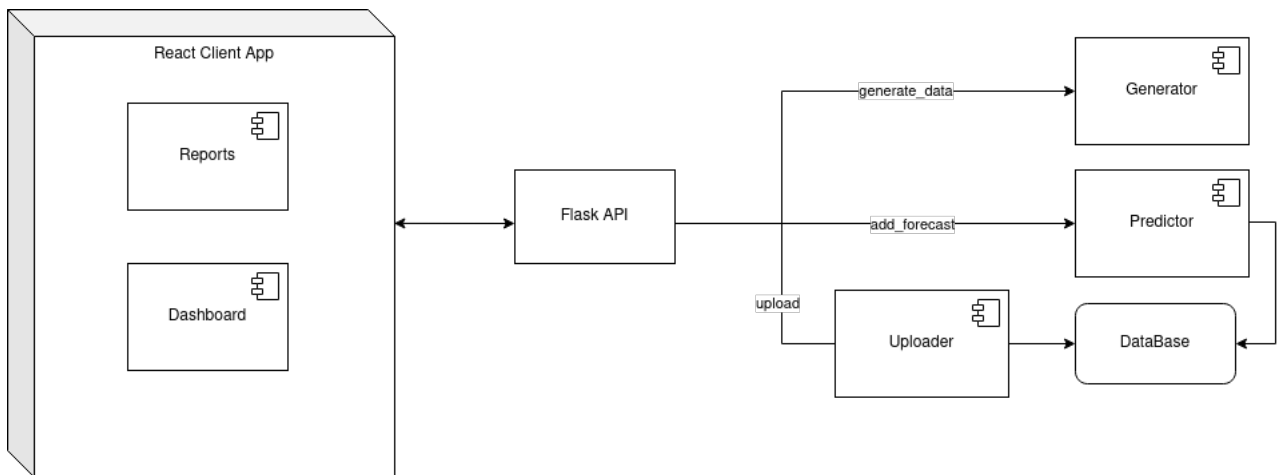 React Client App
Reports
Dashboard
Flask API
generate_data
add_forecast
upload
Generator
Predictor
Uploader
DataBase